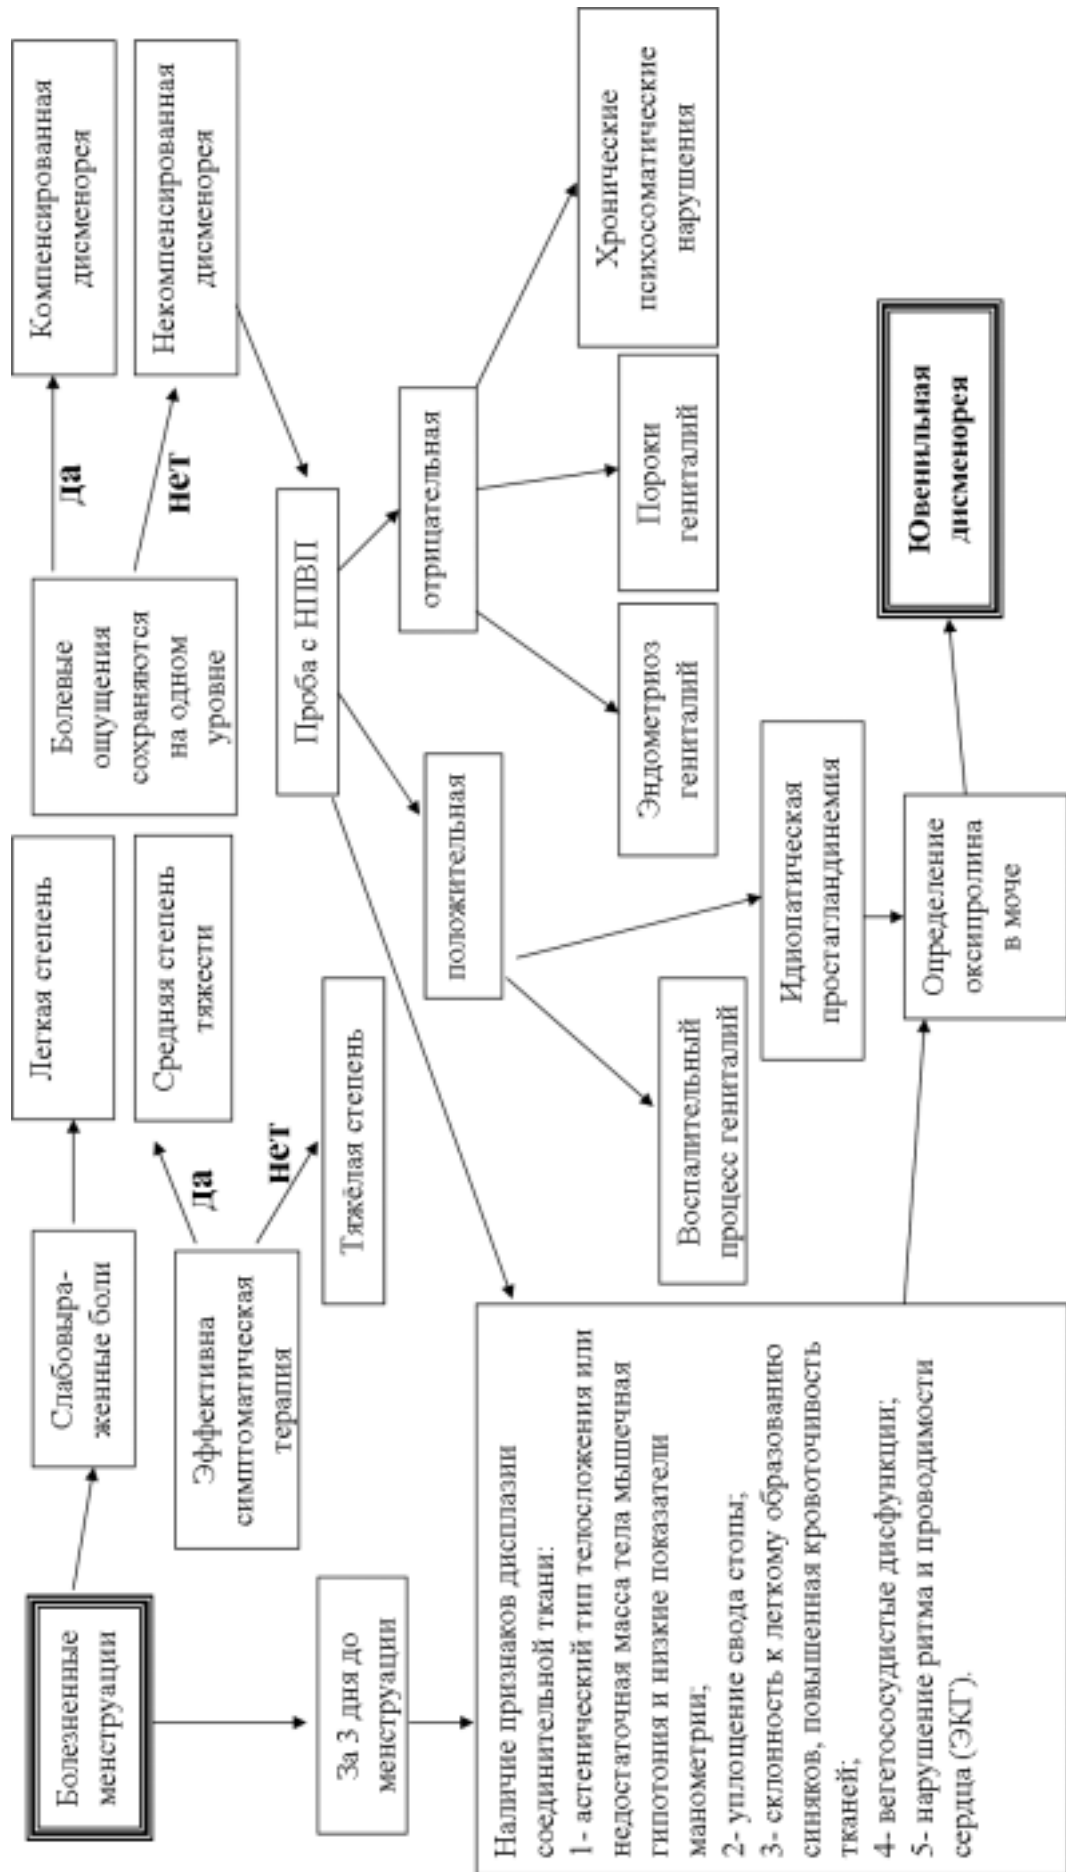 Болезненные
менструации
Слабовыра-
женные боли
Легкая степень
Болевые
ощущения
сохраняются
на одном
уровне
да
Компенсированная
дисменорея
нет
Некомпенсированная
дисменорея
Эффективна
симптоматическая
терапия
да
Средняя степень
тяжести
нет
Тяжёлая степень
Проба с НПВП
За 3 дня до
менструации
положительная
отрицательная
Наличие признаков дисплазии
соединительной ткани:
1- астенический тип телосложения или
недостаточная масса тела мышечная
гипотония и низкие показатели
манометрии;
2- уплощение свода стопы;
3- склонность к легкому образованию
синяков, повышенная кровоточивость
тканей;
4- вегетососудистые дисфункции;
5- нарушение ритма и проводимости
сердца (ЭКГ).
Воспалительный
процесс гениталий
Эндометриоз
гениталий
Пороки
гениталий
Хронические
психосоматические
нарушения
Идиопатическая
простагландинемия
Определение
оксипролина
в моче
Ювенильная
дисменорея